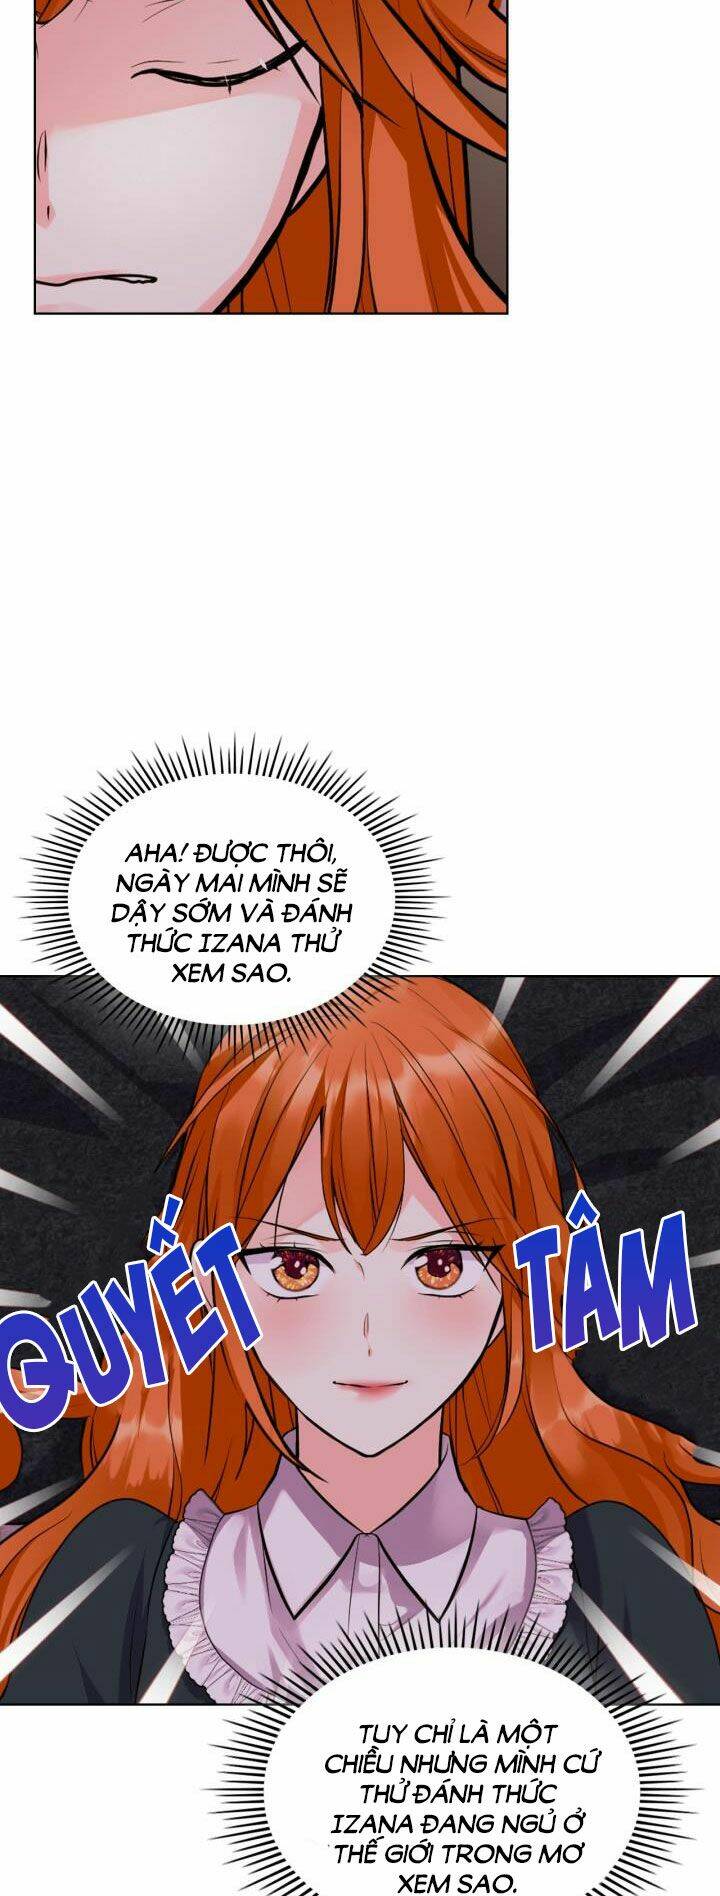 AHA! ĐƯỢC THÔI,
NGÀY MAI MÌNH SẼ
DẬY SỚM VÀ ĐÁNH
THỨC IZANA THỬ
XEM SAO.
QUYẾT TÂM
TUY CHỈ LÀ MỘT
CHIỀU NHƯNG MÌNH CỨ
THỬ ĐÁNH THỨC
IZANA ĐANG NGỦ Ở
THẾ GIỚI TRONG MƠ
XEM SAO.